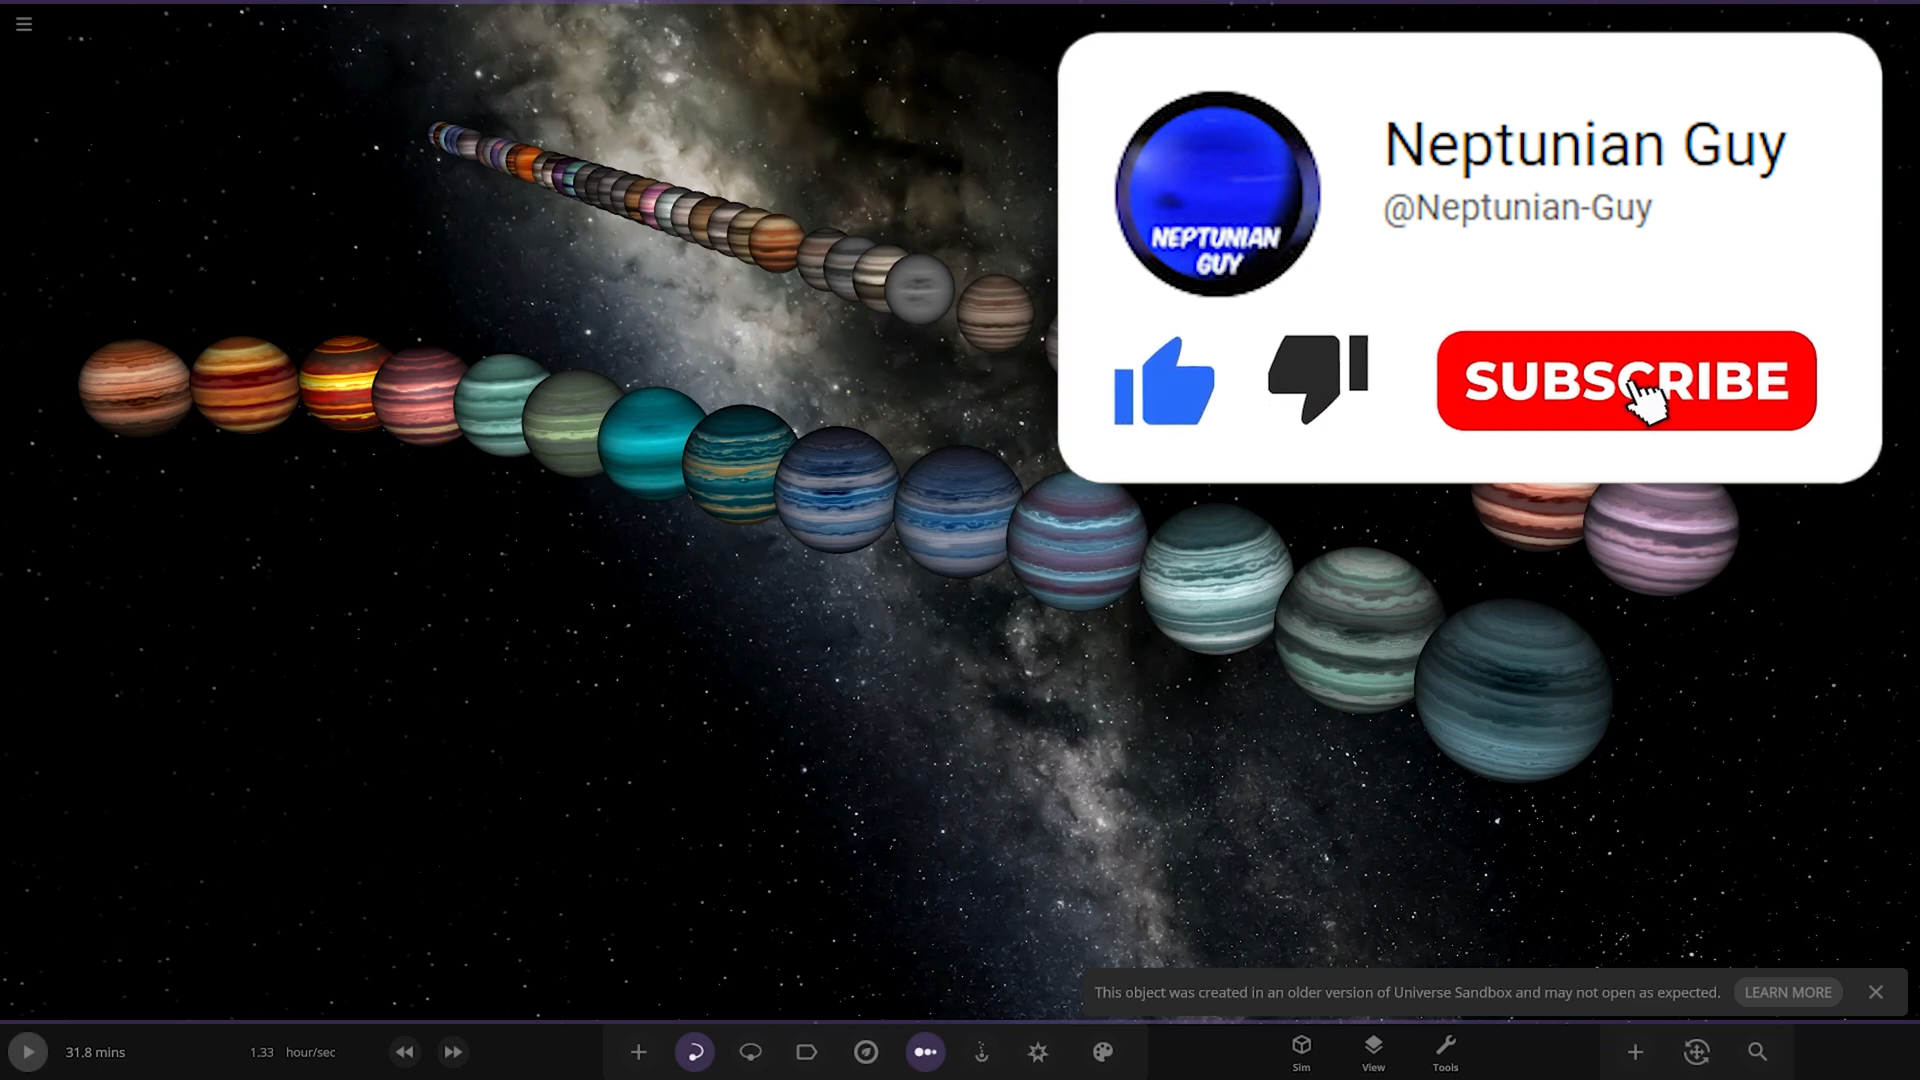 Neptunian Guy
@Neptunian-Guy
NEPTUNIAN
GUY
SUBSCRIBE
This object was created in an older version of Universe Sandbox and may not open as expected.
LEARN MORE
31.8 mins
1.33 hour/sec
Sim
View
Tools